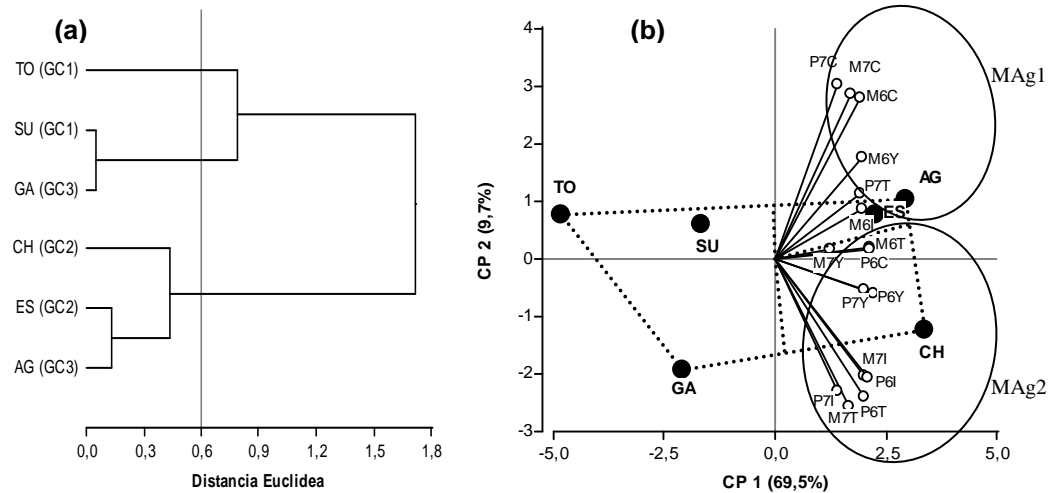 (a)
TO (GC1)
SU (GC1)
GA (GC3)
CH (GC2)
ES (GC2)
AG (GC3)
0,0 0,3 0,6 0,9 1,2 1,5 1,8
Distancia Euclidea
(b)
4
3
2
1
0
-1
-2
-3
CP 2 (9,7%)
P7C
M7C
M6C
MAg1
M6Y
P7T
AG
TO
ES
M6I
SU
M6T
M7Y
P6C
P7Y
P6Y
CH
M7I
GA
P6I
P7I
P6T
M7T
MAg2
-5,0 -2,5 0,0 2,5 5,0
CP 1 (69,5%)